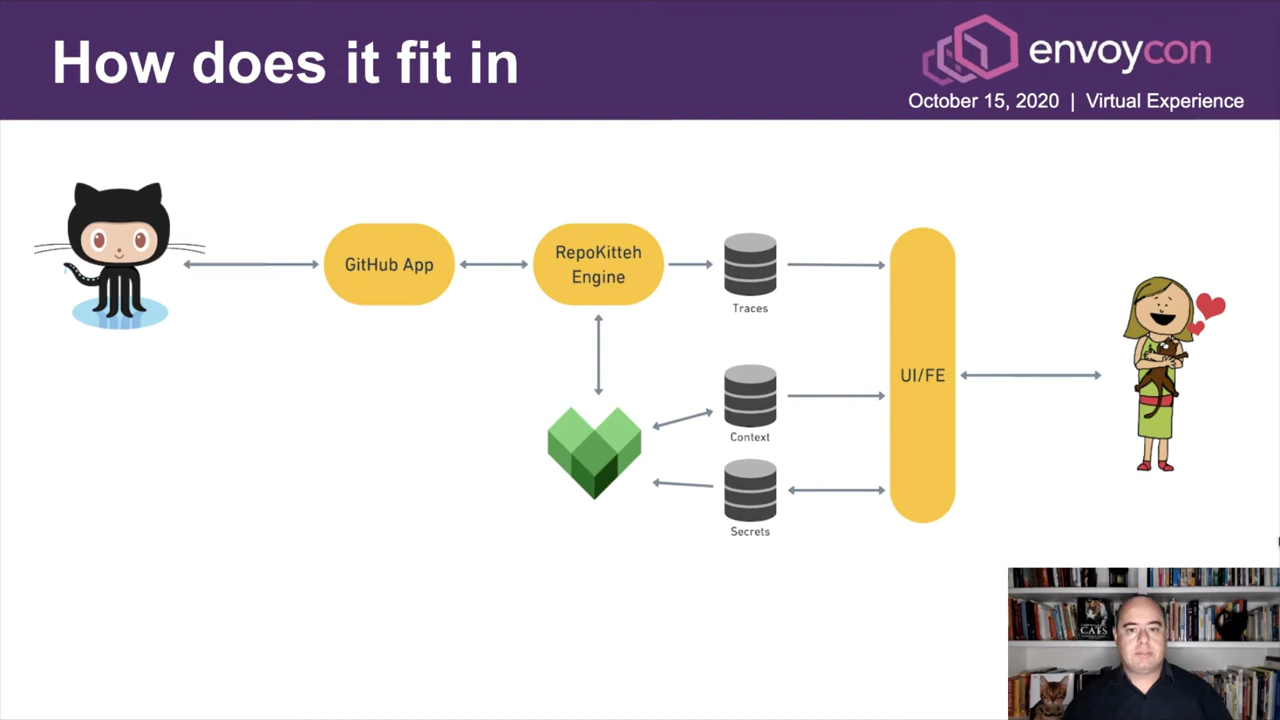 How does it fit in
envoycon
October 15, 2020 | Virtual Experience
GitHub App
RepoKitteh
Engine
Traces
Context
Secrets
UI/FE
CATS